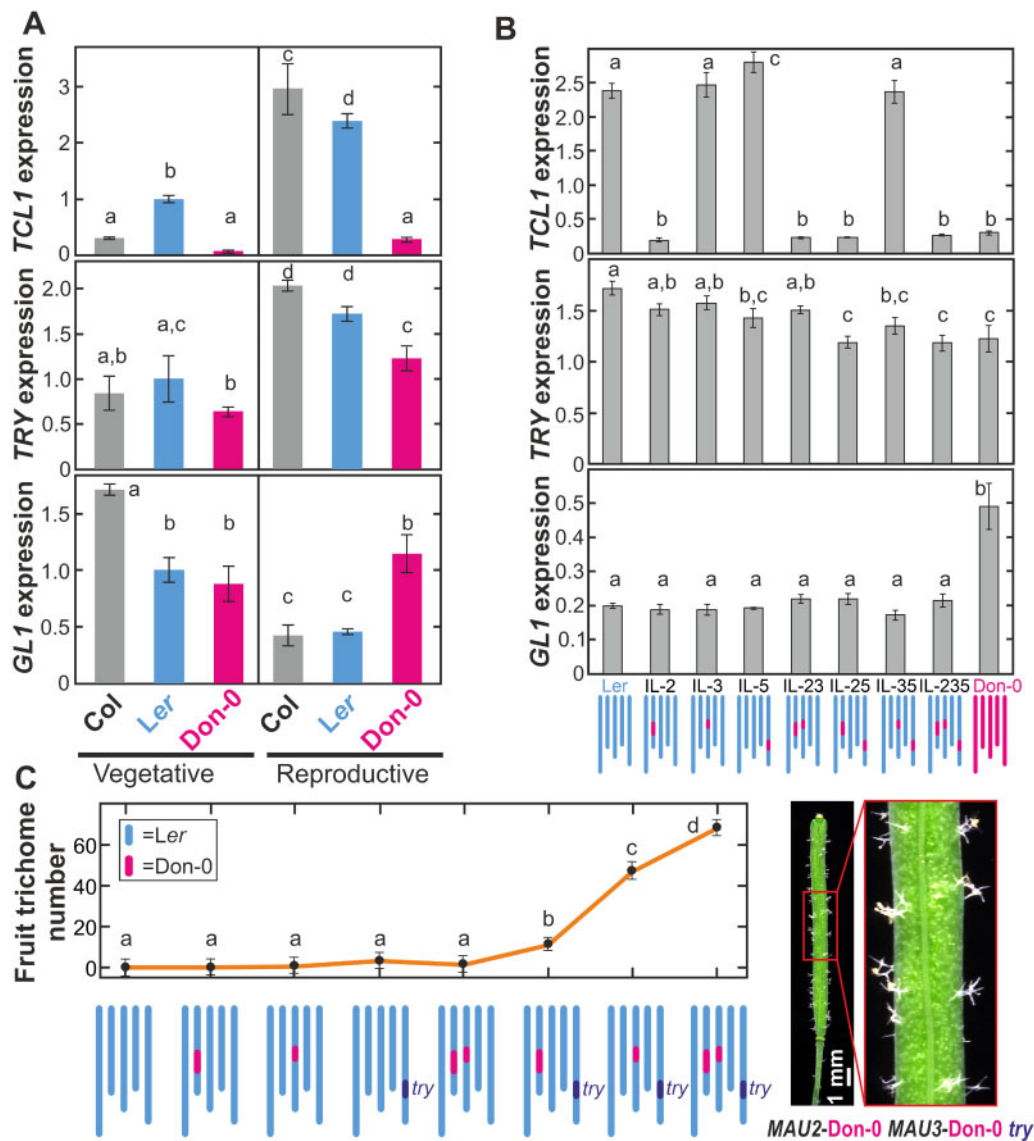 A
TCL1 expression
3
2
1
0
a
b
a
c
d
a
TRY expression
2.0
1.5
1.0
0.5
0
a,b
a,c
b
d
d
c
GL1 expression
1.5
1.0
0.5
0
a
b
b
c
c
b
Col
Ler
Don-0
Col
Ler
Don-0
Vegetative
Reproductive
B
TCL1 expression
2.5
2.0
1.5
1.0
0.5
0
a
b
a
c
b
b
a
b
b
TRY expression
2.0
1.5
1.0
0.5
0
a
a,b
a,b
b,c
a,b
c
b,c
c
c
GL1 expression
0.5
0.4
0.3
0.2
0.1
0
a
a
a
a
a
a
a
a
b
Ler
IL-2
IL-3
IL-5
IL-23
IL-25
IL-35
IL-235
Don-0
C
Fruit trichome
number
60
40
20
0
=Ler
=Don-0
a
a
a
a
a
b
c
d
try
try
try
try
1 mm
MAU2-Don-0 MAU3-Don-0 try